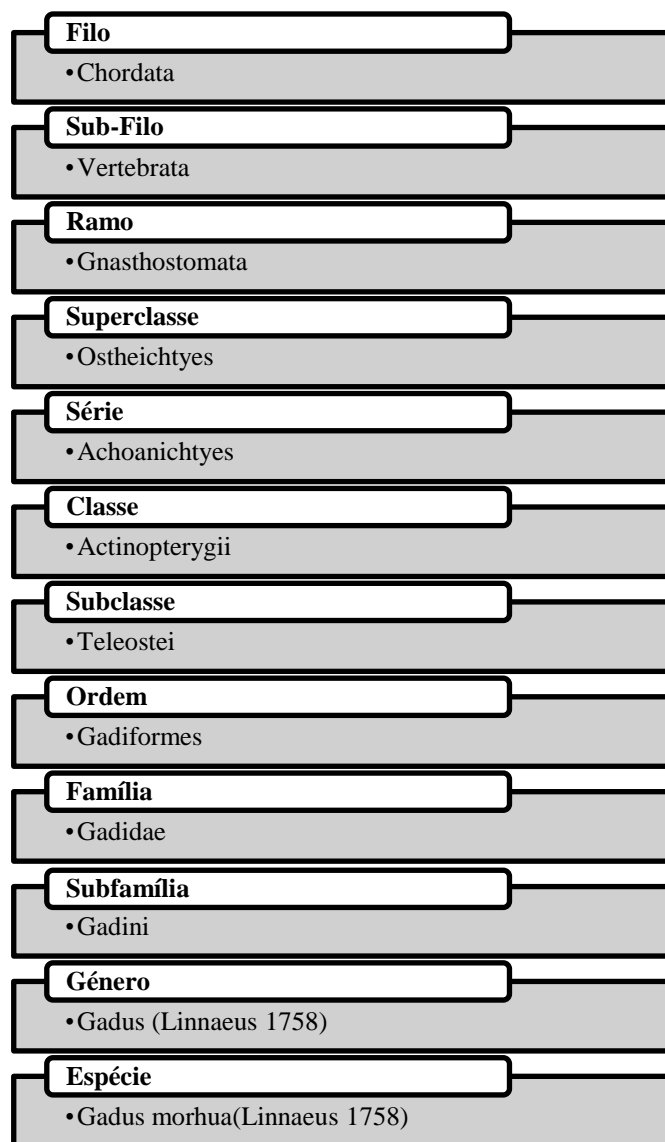 Filo
•Chordata
Sub-Filo
•Vertebrata
Ramo
•Gnasthostomata
Superclasse
•Ostheichtyes
Série
•Achoanichtyes
Classe
•Actinopterygii
Subclasse
•Teleostei
Ordem
•Gadiformes
Família
•Gadidae
Subfamília
•Gadini
Género
•Gadus (Linnaeus 1758)
Espécie
•Gadus morhua(Linnaeus 1758)